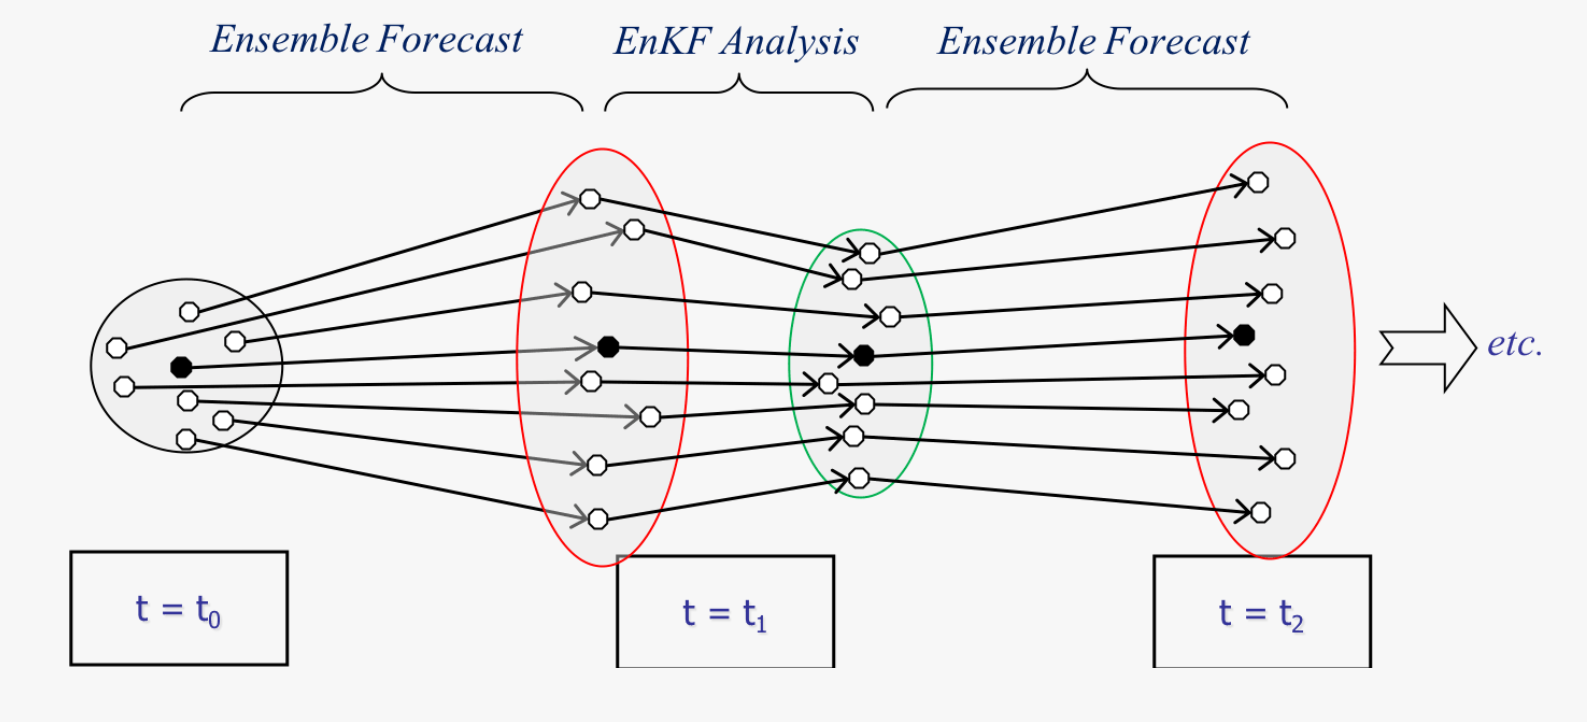 Ensemble Forecast
EnKF Analysis
Ensemble Forecast
etc.
t = t0
t = t1
t = t2